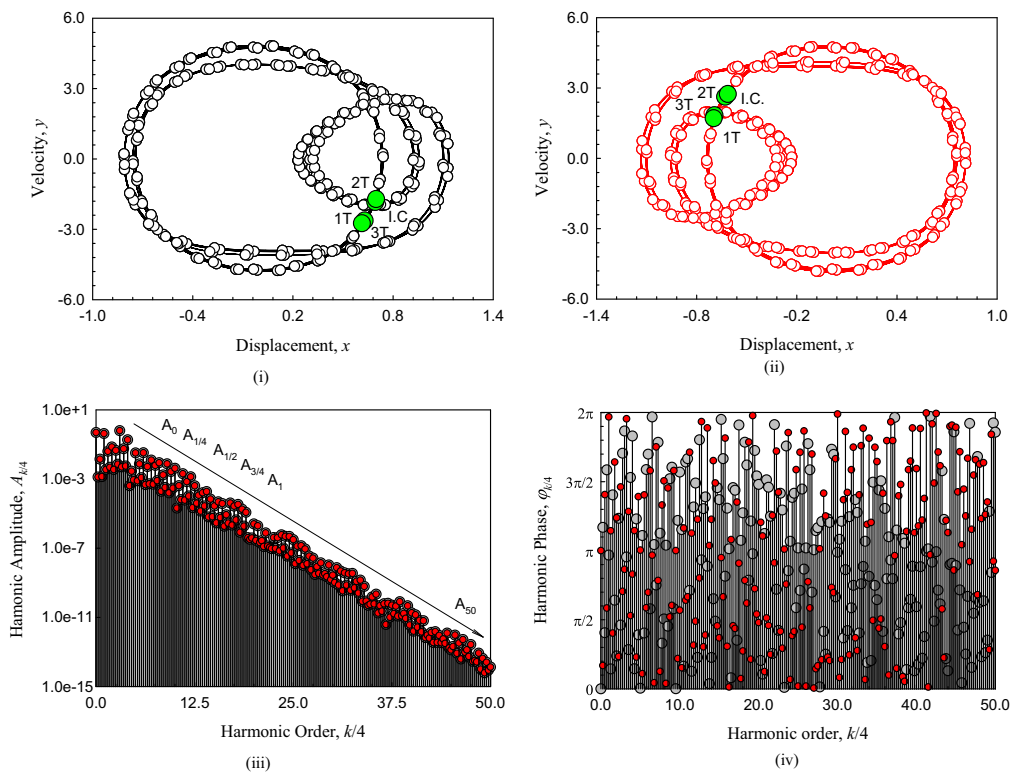 6.0
3.0
0.0
-3.0
-6.0
Velocity, y
2T
1T
I.C.
3T
-1.0
-0.4
0.2
0.8
1.4
Displacement, x
(i)
6.0
3.0
0.0
-3.0
-6.0
Velocity, y
2T
I.C.
3T
1T
-1.4
-0.8
-0.2
0.4
1.0
Displacement, x
(ii)
1.0e+1
1.0e-3
1.0e-7
1.0e-11
1.0e-15
Harmonic Amplitude, A_{k/4}
A_0
A_{1/4}
A_{1/2}
A_{3/4}
A_1
A_{50}
0.0
12.5
25.0
37.5
50.0
Harmonic Order, k/4
(iii)
2π
3π/2
π
π/2
0
Harmonic Phase, φ_{k/4}
0.0
10.0
20.0
30.0
40.0
50.0
Harmonic order, k/4
(iv)